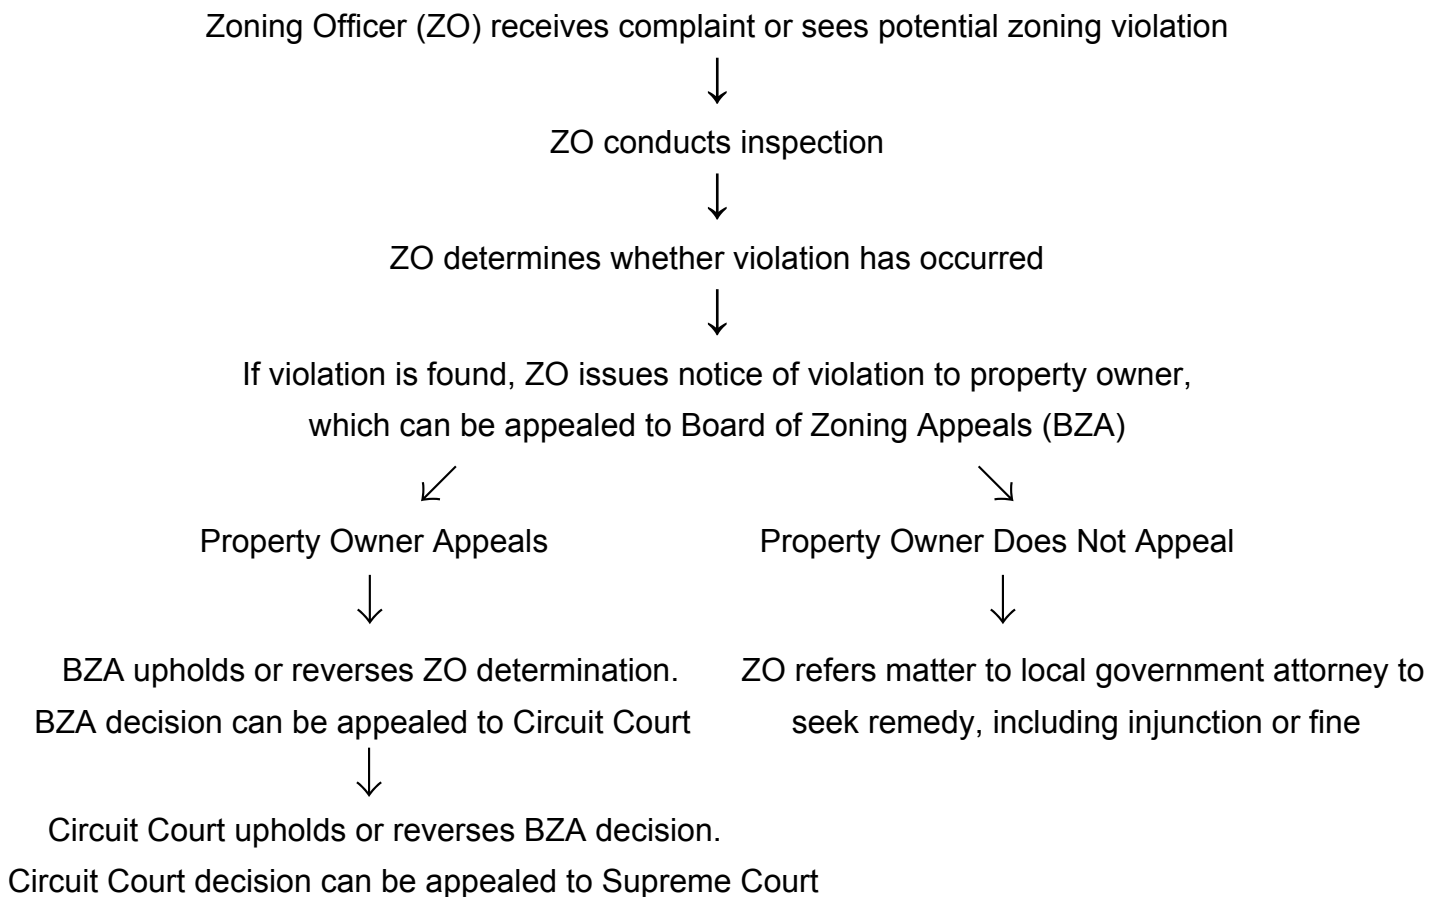 Zoning Officer (ZO) receives complaint or sees potential zoning violation
ZO conducts inspection
ZO determines whether violation has occurred
If violation is found, ZO issues notice of violation to property owner,
which can be appealed to Board of Zoning Appeals (BZA)
Property Owner Appeals
BZA upholds or reverses ZO determination.
BZA decision can be appealed to Circuit Court
Circuit Court upholds or reverses BZA decision.
Circuit Court decision can be appealed to Supreme Court
Property Owner Does Not Appeal
ZO refers matter to local government attorney to
seek remedy, including injunction or fine